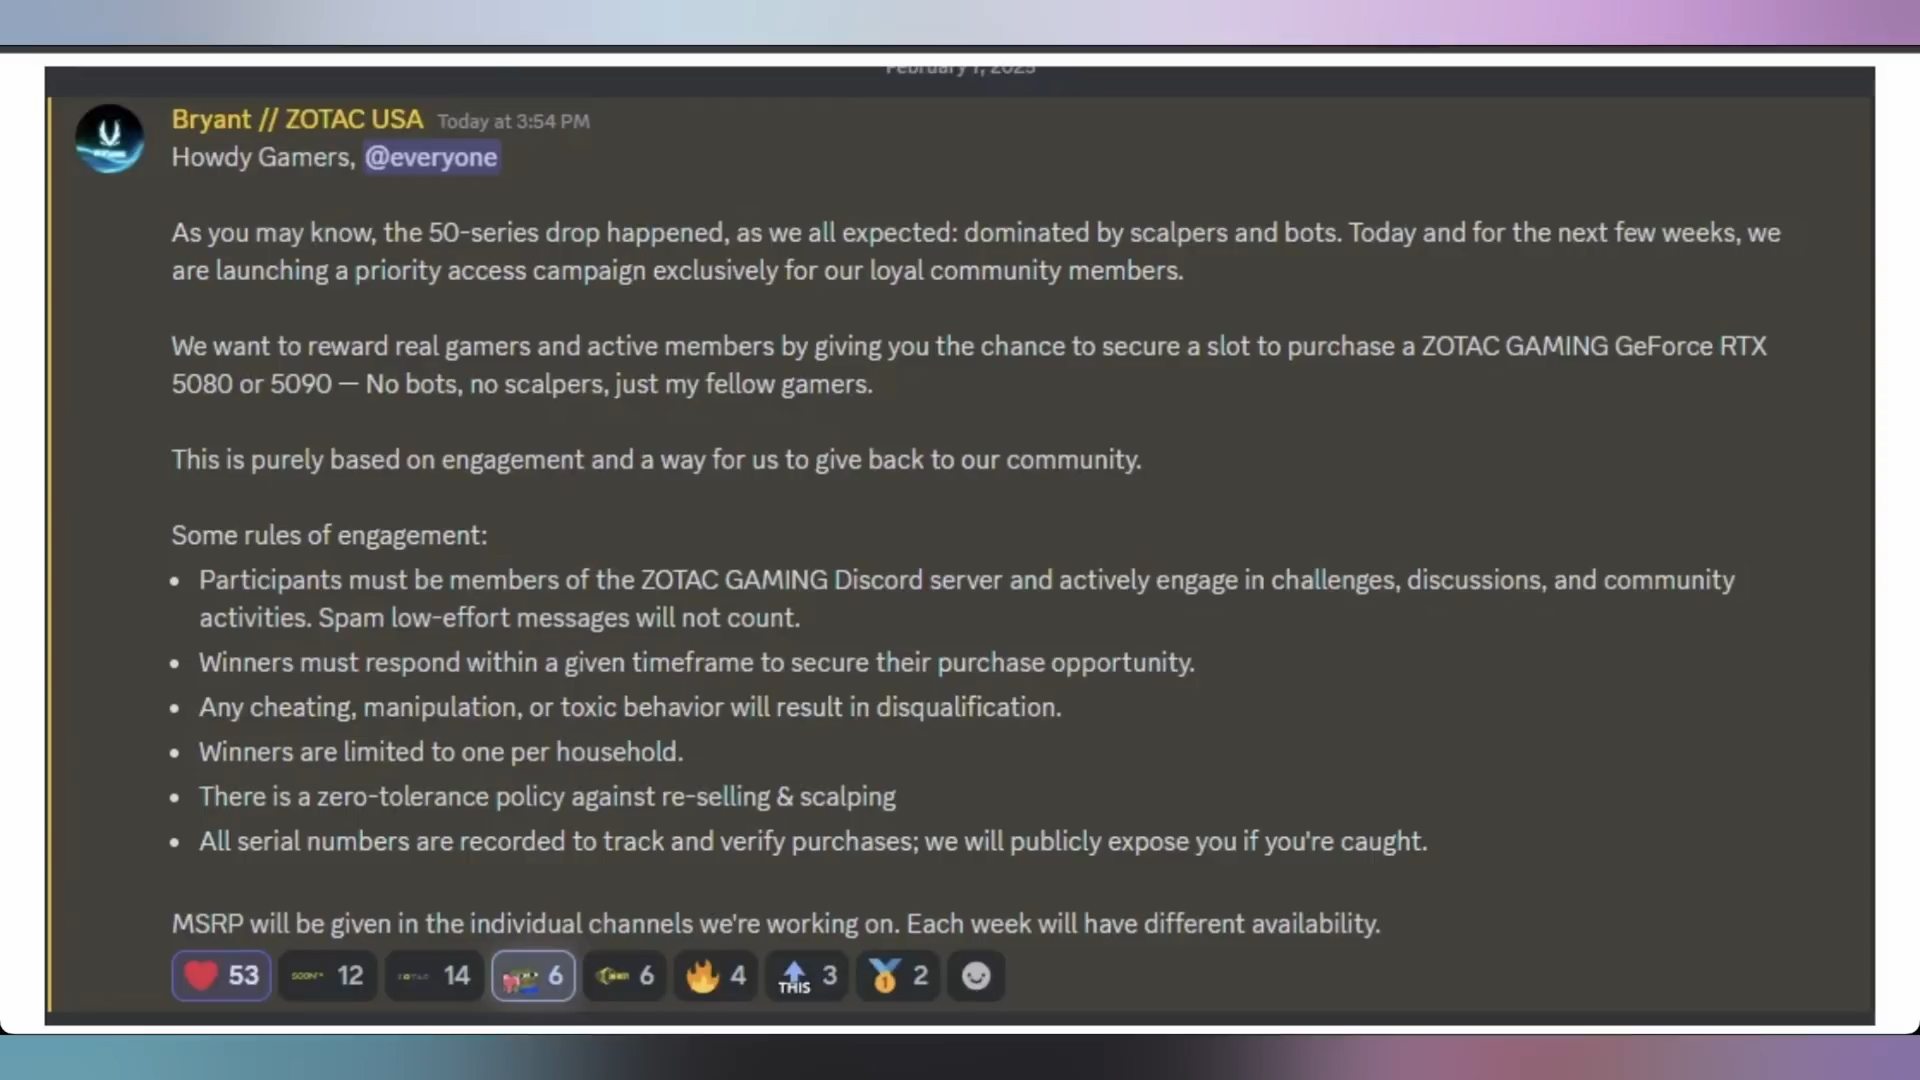 February 7, 2025
Bryant // ZOTAC USA Today at 3:54 PM
Howdy Gamers, @everyone
As you may know, the 50-series drop happened, as we all expected: dominated by scalpers and bots. Today and for the next few weeks, we
are launching a priority access campaign exclusively for our loyal community members.
We want to reward real gamers and active members by giving you the chance to secure a slot to purchase a ZOTAC GAMING GeForce RTX
5080 or 5090 — No bots, no scalpers, just my fellow gamers.
This is purely based on engagement and a way for us to give back to our community.
Some rules of engagement:
• Participants must be members of the ZOTAC GAMING Discord server and actively engage in challenges, discussions, and community
activities. Spam low-effort messages will not count.
• Winners must respond within a given timeframe to secure their purchase opportunity.
• Any cheating, manipulation, or toxic behavior will result in disqualification.
• Winners are limited to one per household.
• There is a zero-tolerance policy against re-selling & scalping
• All serial numbers are recorded to track and verify purchases; we will publicly expose you if you're caught.
MSRP will be given in the individual channels we're working on. Each week will have different availability.
53 SOON 12 ZOTAC 14 6 6 4 THIS 3 2